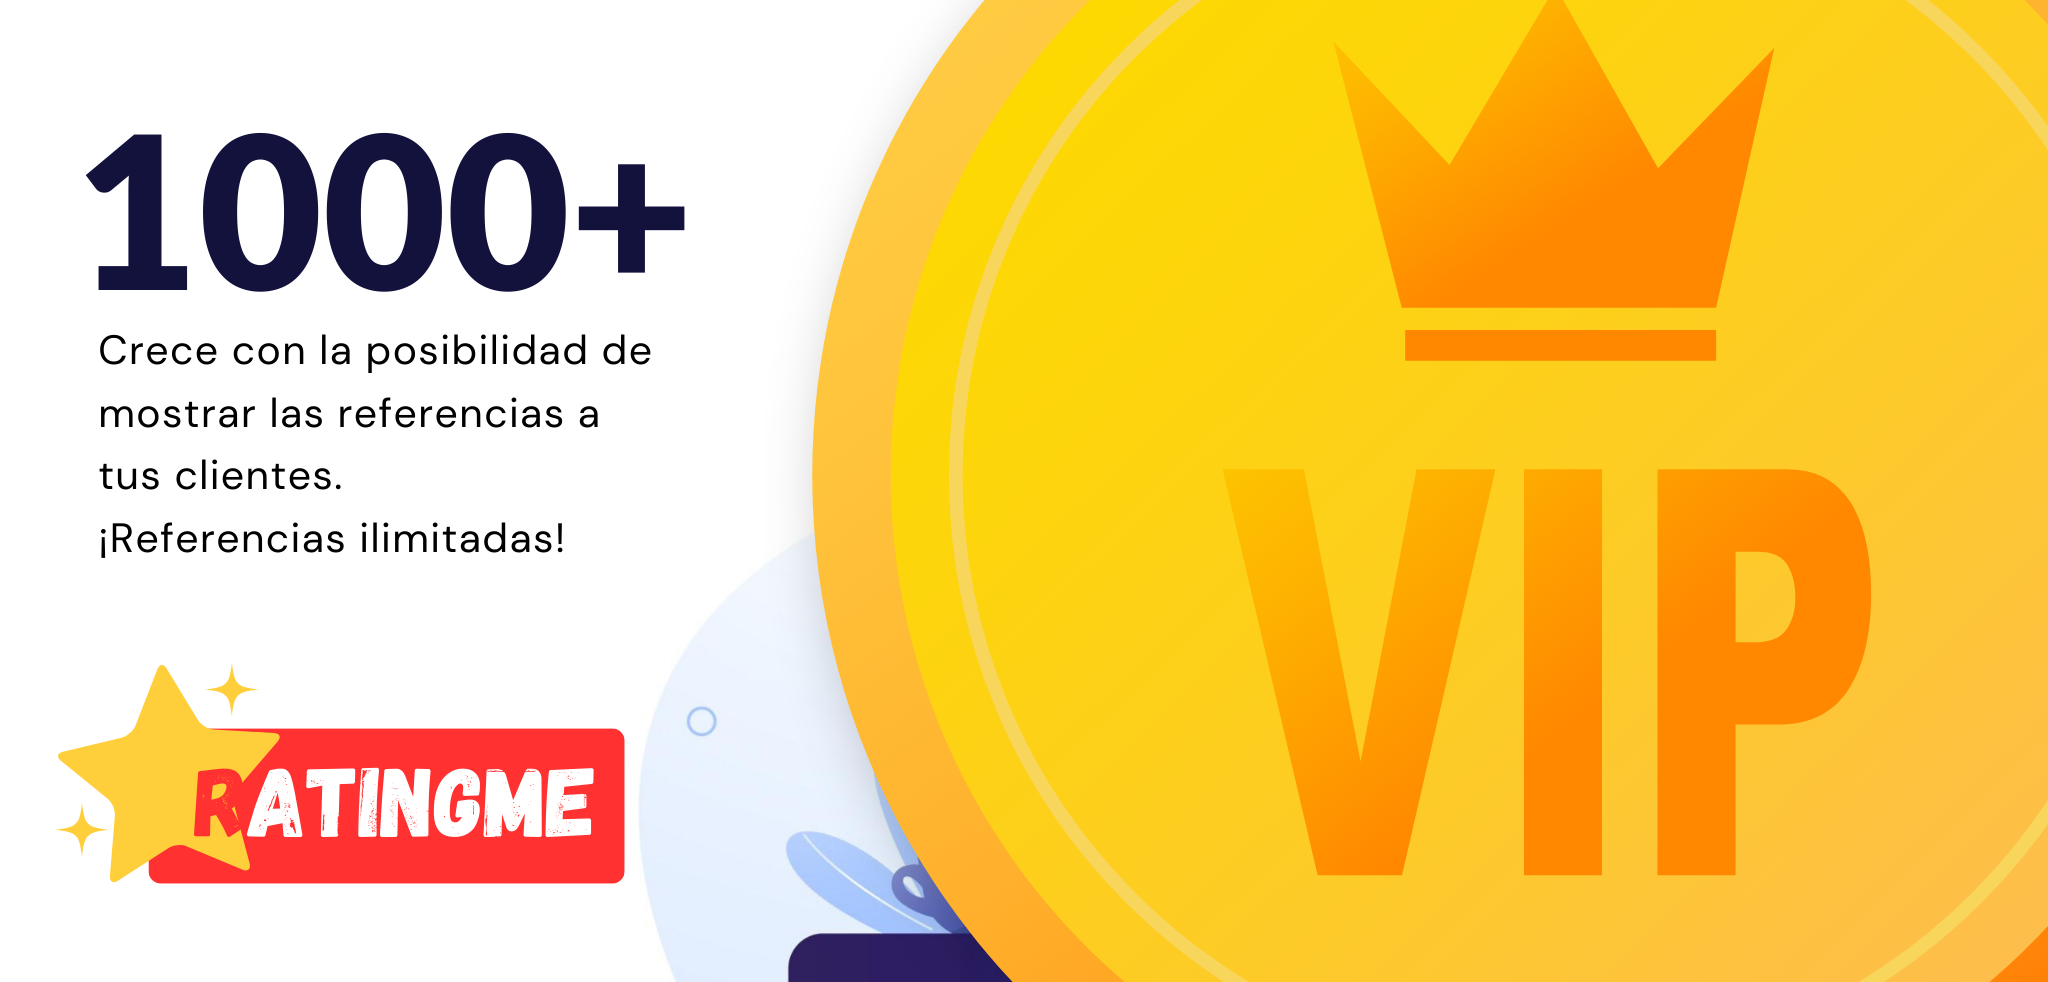 1000+
Crece con la posibilidad de
mostrar las referencias a
tus clientes.
¡Referencias ilimitadas!
RATINGME
VIP